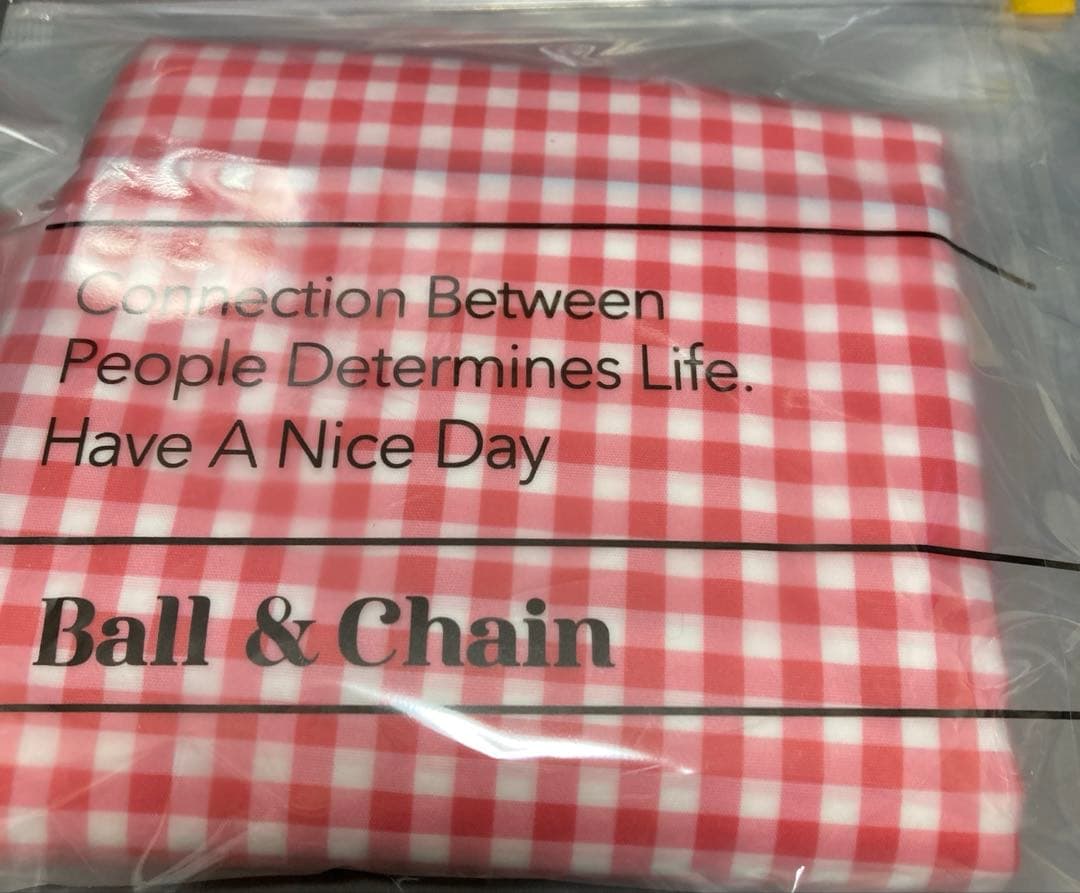 Connection Between
People Determines Life.
Have A Nice Day
Ball & Chain